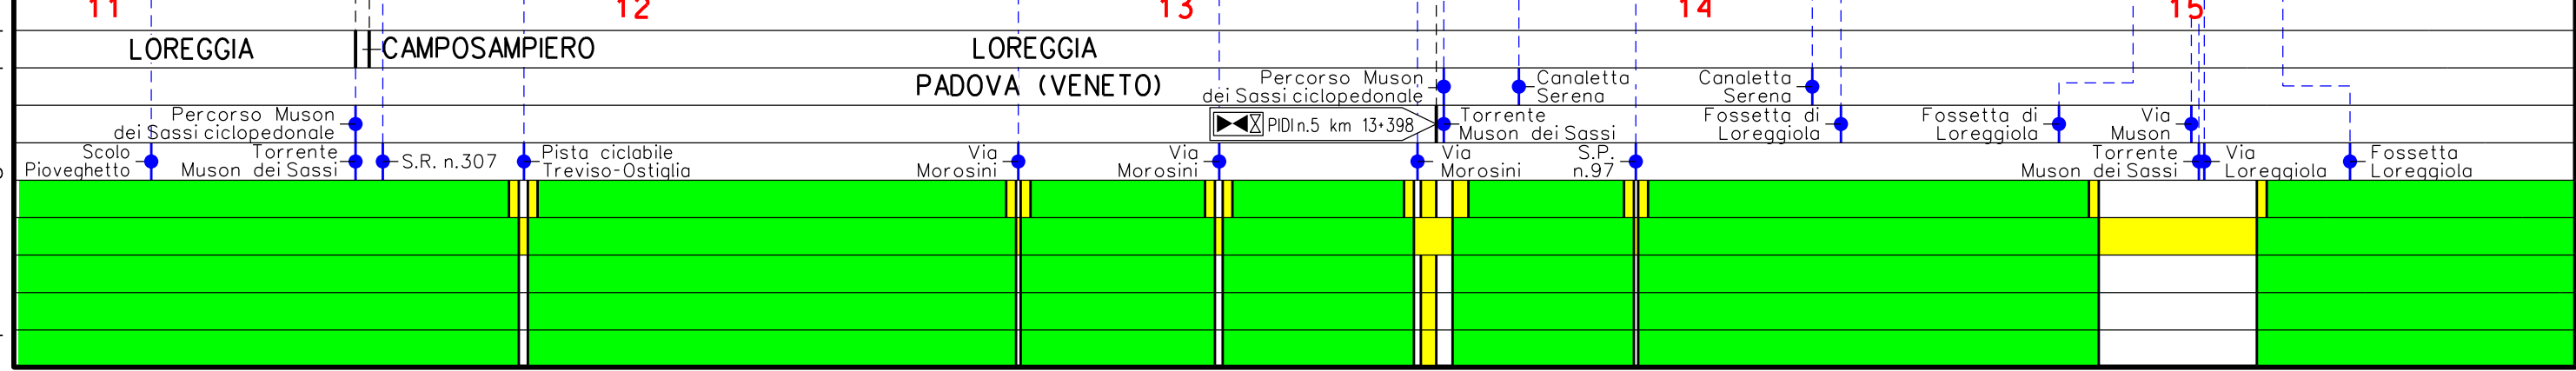 11 12 13 14 15
LOREGGIA CAMPOSAMPIERO LOREGGIA
PADOVA (VENETO)
Percorso Muson
dei Sassi ciclopedonale
Canaletta
Serena
Canaletta
Serena
Percorso Muson
dei Sassi ciclopedonale
PIDI n.5 km 13+398
Torrente
Muson dei Sassi
Fossetta di
Loreggiola
Fossetta di
Loreggiola
Via
Muson
Scolo
Pioveghetto
Torrente
Muson dei Sassi
S.R. n.307
Pista ciclabile
Treviso-Ostiglia
Via
Morosini
Via
Morosini
Via
Morosini
S.P.
n.97
Torrente
Muson dei Sassi
Via
Loreggiola
Fossetta
Loreggiola